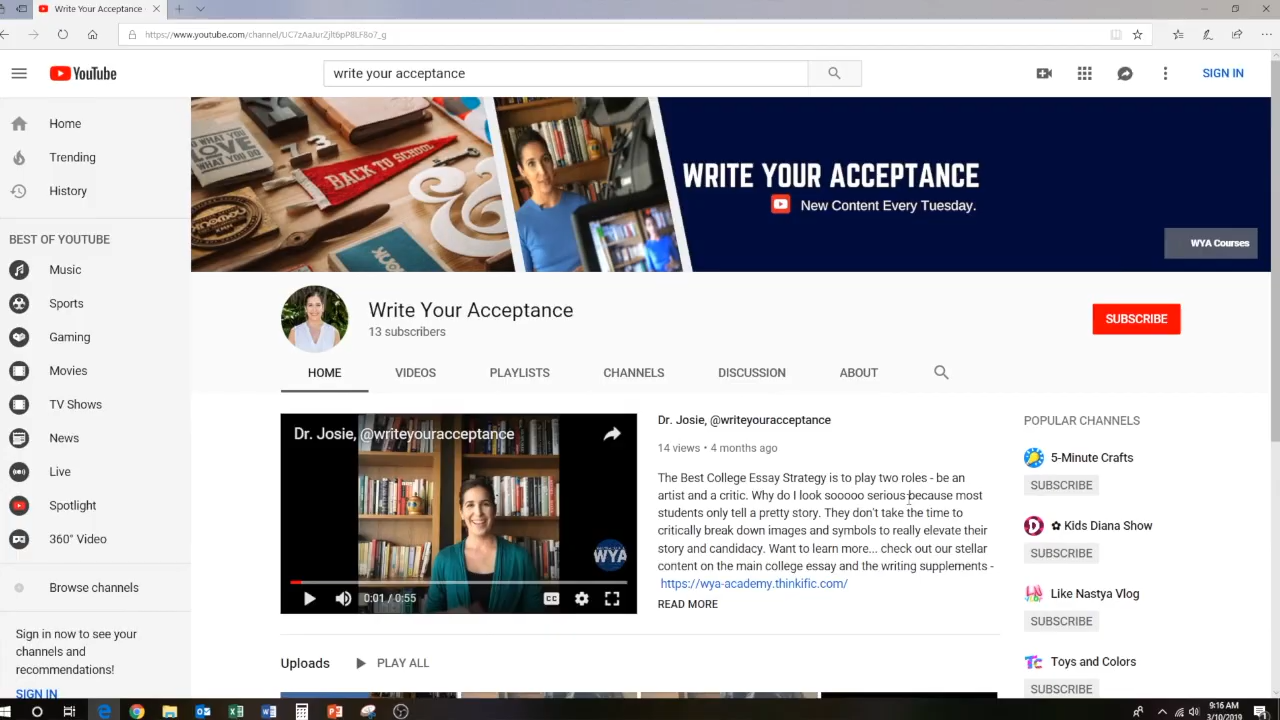 Write Your Acceptance -
https://www.youtube.com/channel/UC7zAaJurZjlt6pP8LF8o7_g
YouTube
write your acceptance
SIGN IN
Home
Trending
History
BEST OF YOUTUBE
Music
Sports
Gaming
Movies
TV Shows
News
Live
Spotlight
360° Video
Browse channels
Sign in now to see your
channels and
recommendations!
SIGN IN
WHAT YOU
LOVE
WHAT YOU
DO
BACK TO SCHOOL
WRITE YOUR ACCEPTANCE
New Content Every Tuesday.
WYA Courses
Write Your Acceptance
13 subscribers
SUBSCRIBE
HOME VIDEOS PLAYLISTS CHANNELS DISCUSSION ABOUT
Dr. Josie, @writeyouracceptance
WYA
0:01 / 0:55
CC
Dr. Josie, @writeyouracceptance
14 views • 4 months ago
The Best College Essay Strategy is to play two roles - be an
artist and a critic. Why do I look sooooo serious because most
students only tell a pretty story. They don't take the time to
critically break down images and symbols to really elevate their
story and candidacy. Want to learn more... check out our stellar
content on the main college essay and the writing supplements -
https://wya-academy.thinkific.com/
READ MORE
Uploads PLAY ALL
POPULAR CHANNELS
5-Minute Crafts
SUBSCRIBE
✿ Kids Diana Show
SUBSCRIBE
Like Nastya Vlog
SUBSCRIBE
Toys and Colors
SUBSCRIBE
9:16 AM
3/10/2019